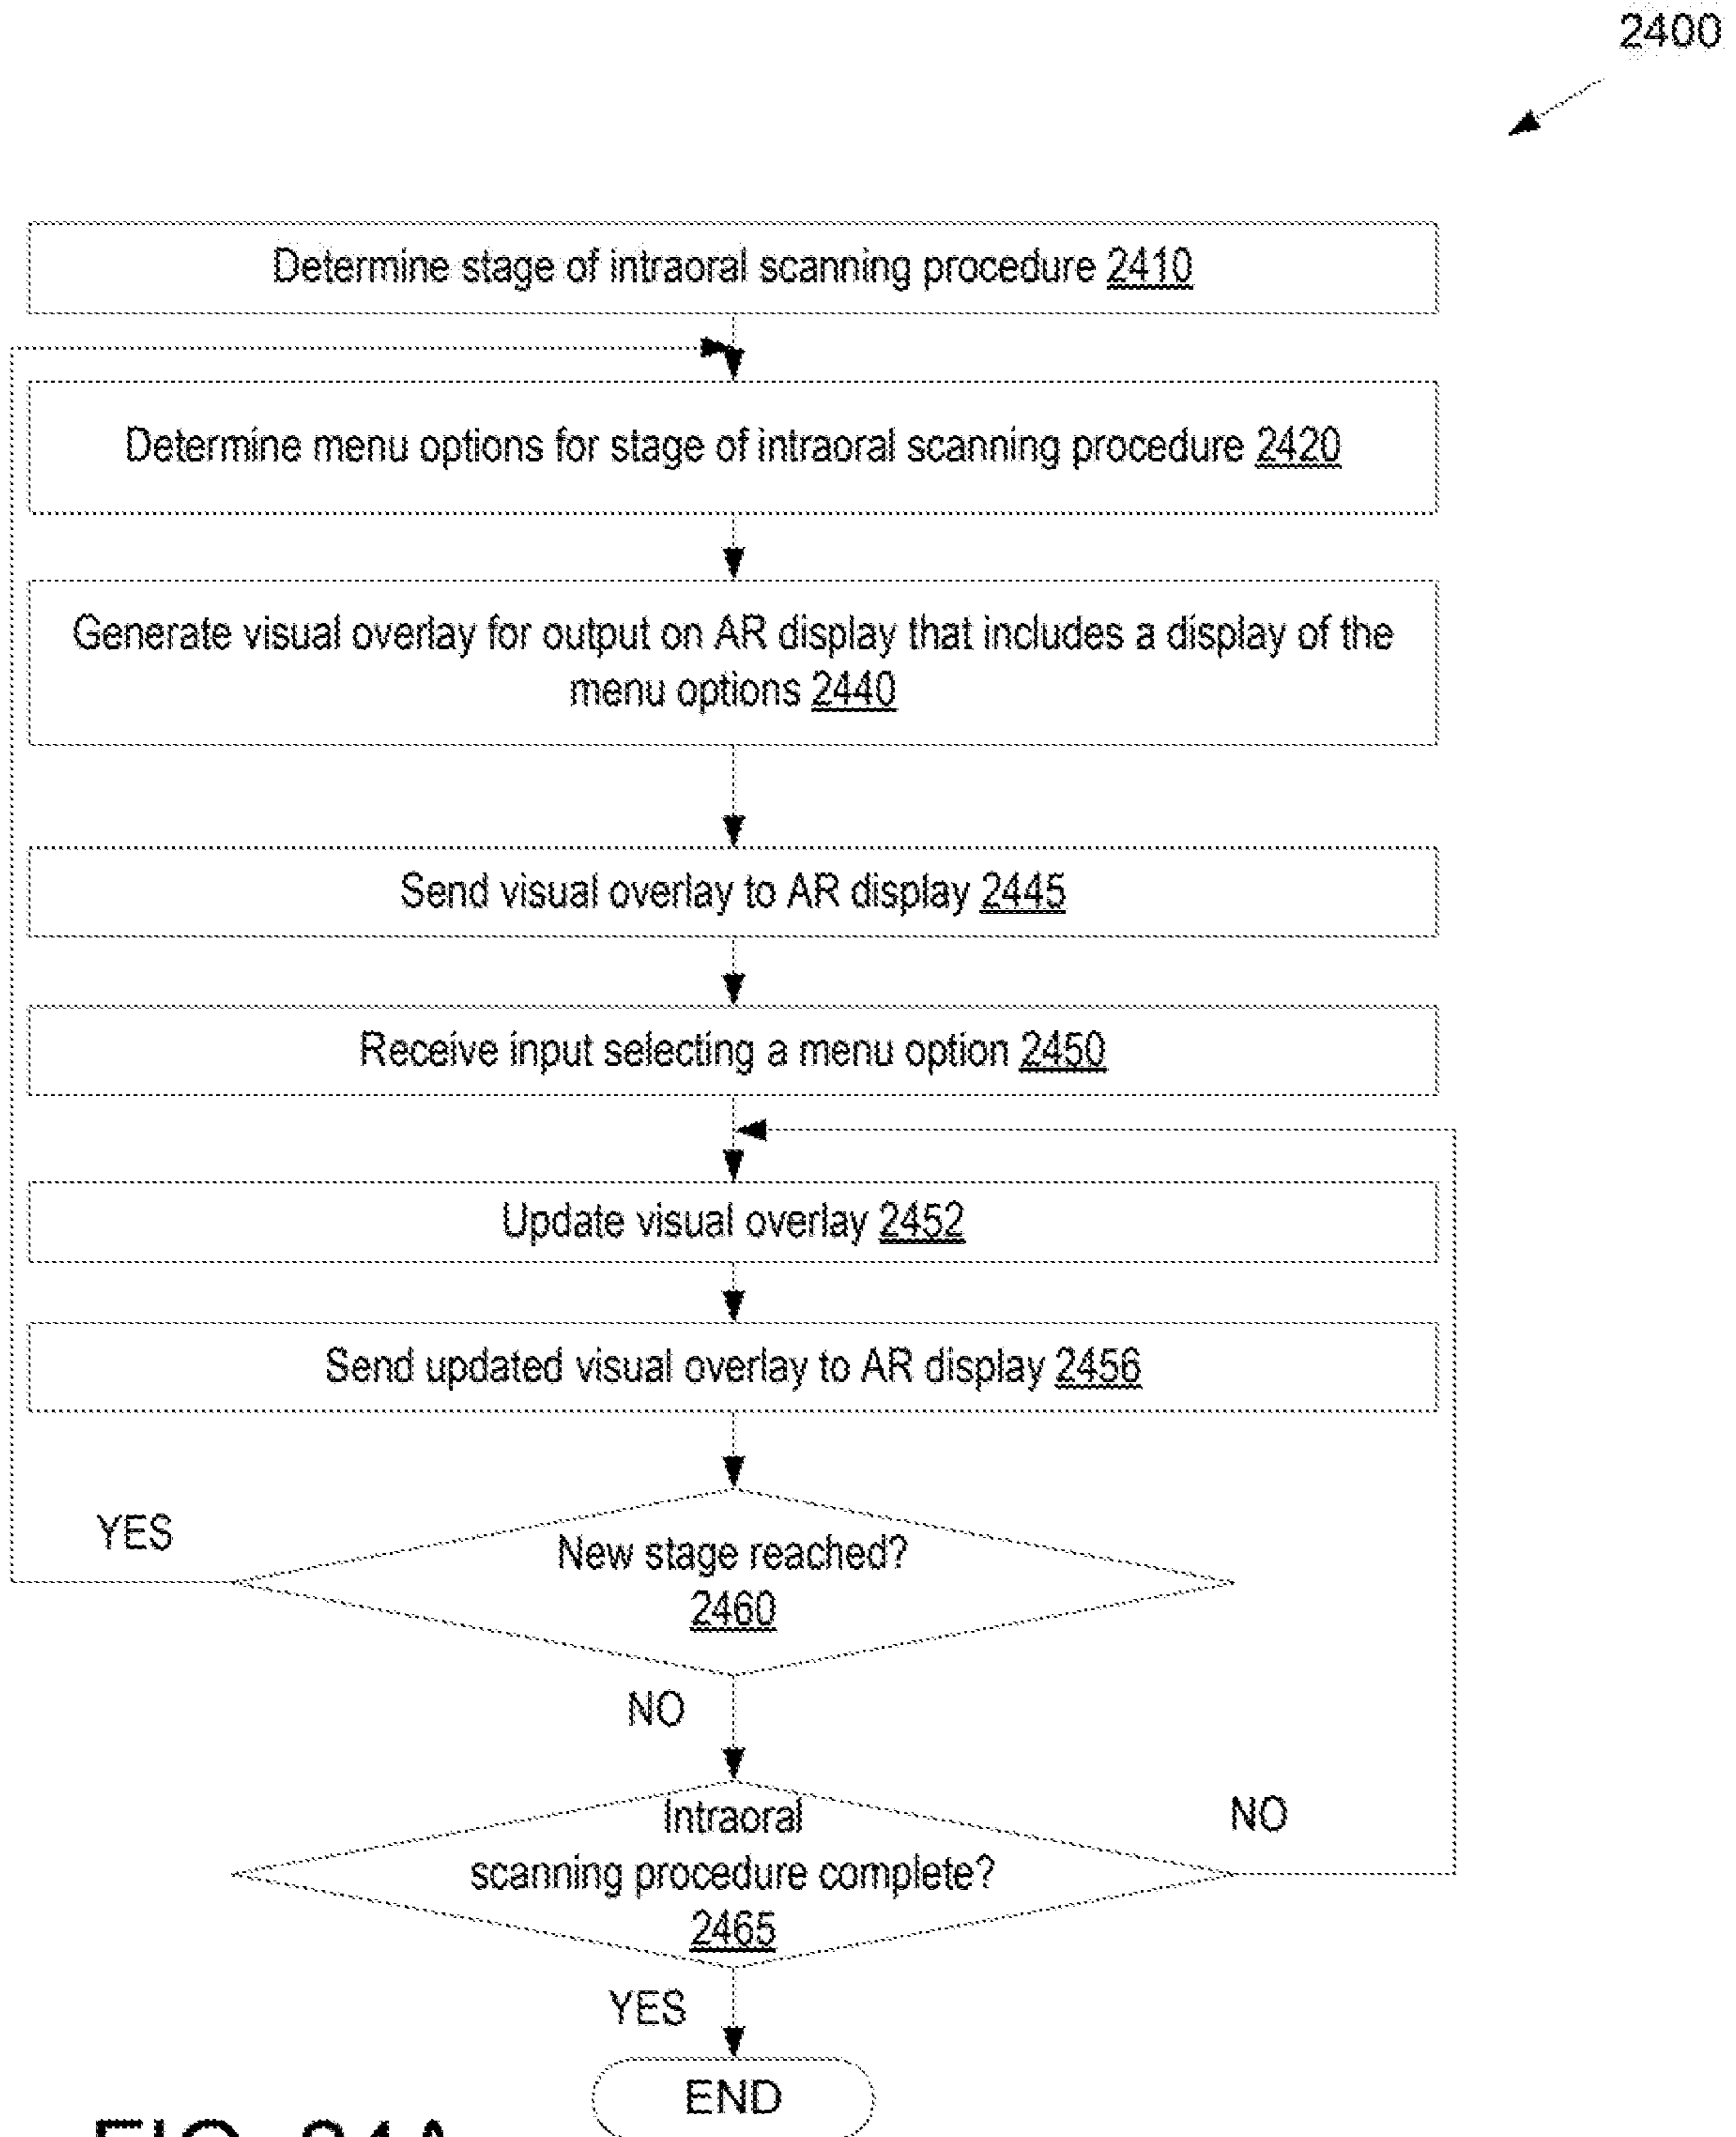 2400
Determine stage of intraoral scanning procedure 2410
Determine menu options for stage of intraoral scanning procedure 2420
Generate visual overlay for output on AR display that includes a display of the
menu options 2440
Send visual overlay to AR display 2445
Receive input selecting a menu option 2450
Update visual overlay 2452
Send updated visual overlay to AR display 2456
YES
New stage reached?
2460
NO
Intraoral
scanning procedure complete?
2465
NO
YES
END
FIG. 24A